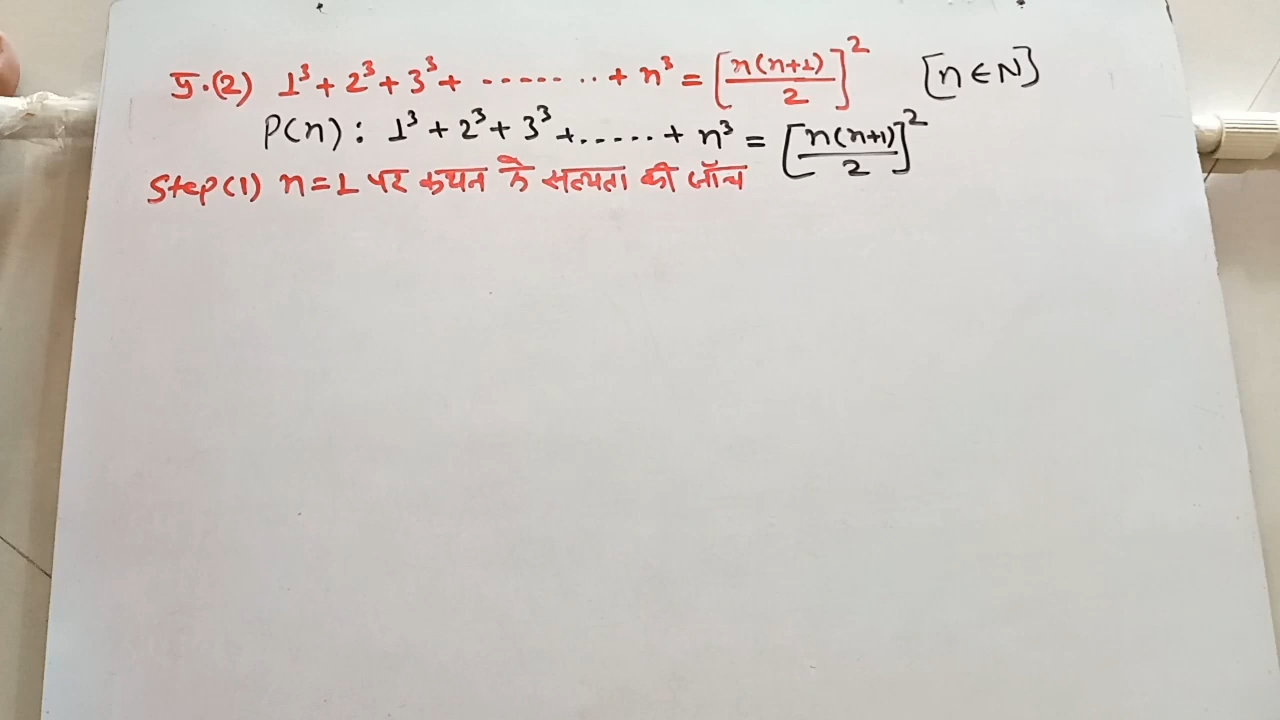 प्र.(2) 1³ + 2³ + 3³ + ....... + n³ = [n(n+1)/2]² [n ∈ N]
P(n) : 1³ + 2³ + 3³ + ..... + n³ = [n(n+1)/2]²
Step(1) n = 1 पर कथन के सत्यता की जाँच